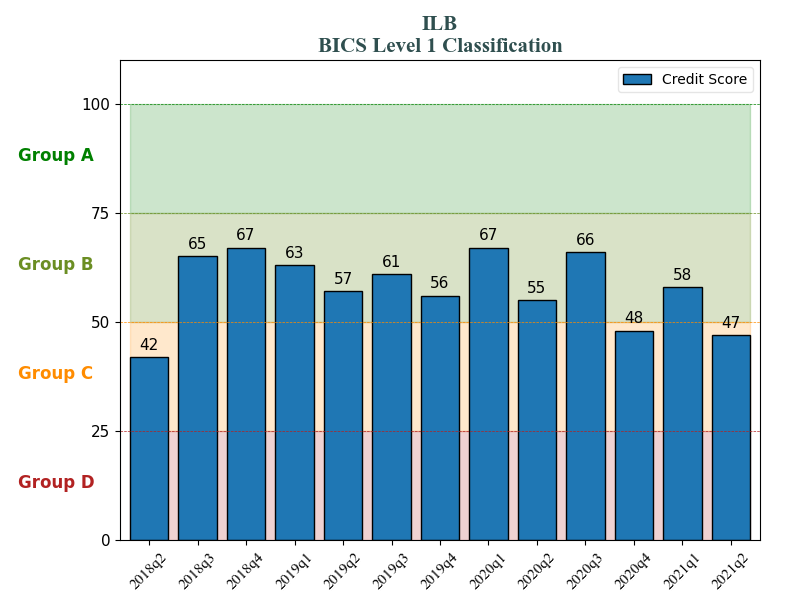 ILB
BICS Level 1 Classification
Credit Score
100
Group A
75
67
67
66
65
63
Group B
61
58
57
56
55
50
48
47
42
Group C
25
Group D
0
2018q2
2018q3
2018q4
2019q1
2019q2
2019q3
2019q4
2020q1
2020q2
2020q3
2020q4
2021q1
2021q2